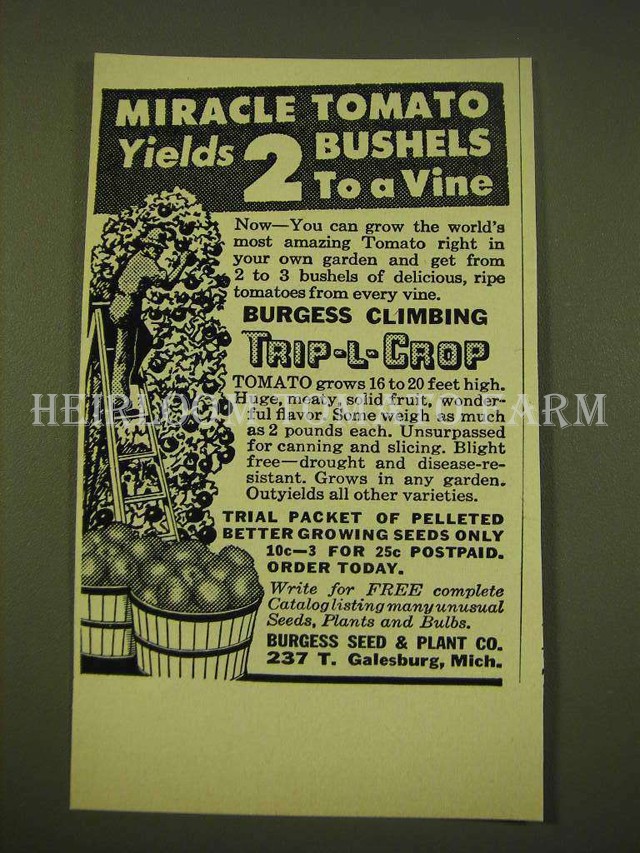 MIRACLE TOMATO
Yields 2 BUSHELS
To a Vine
Now—You can grow the world's
most amazing Tomato right in
your own garden and get from
2 to 3 bushels of delicious, ripe
tomatoes from every vine.
BURGESS CLIMBING
TRIP-L-CROP
TOMATO grows 16 to 20 feet high.
Huge, meaty, solid fruit, wonder-
ful flavor. Some weigh as much
as 2 pounds each. Unsurpassed
for canning and slicing. Blight
free—drought and disease-re-
sistant. Grows in any garden.
Outyields all other varieties.
TRIAL PACKET OF PELLETED
BETTER GROWING SEEDS ONLY
10c—3 FOR 25c POSTPAID.
ORDER TODAY.
Write for FREE complete
Catalog listing many unusual
Seeds, Plants and Bulbs.
BURGESS SEED & PLANT CO.
237 T. Galesburg, Mich.
HEIRLOOM TOMATO FARM